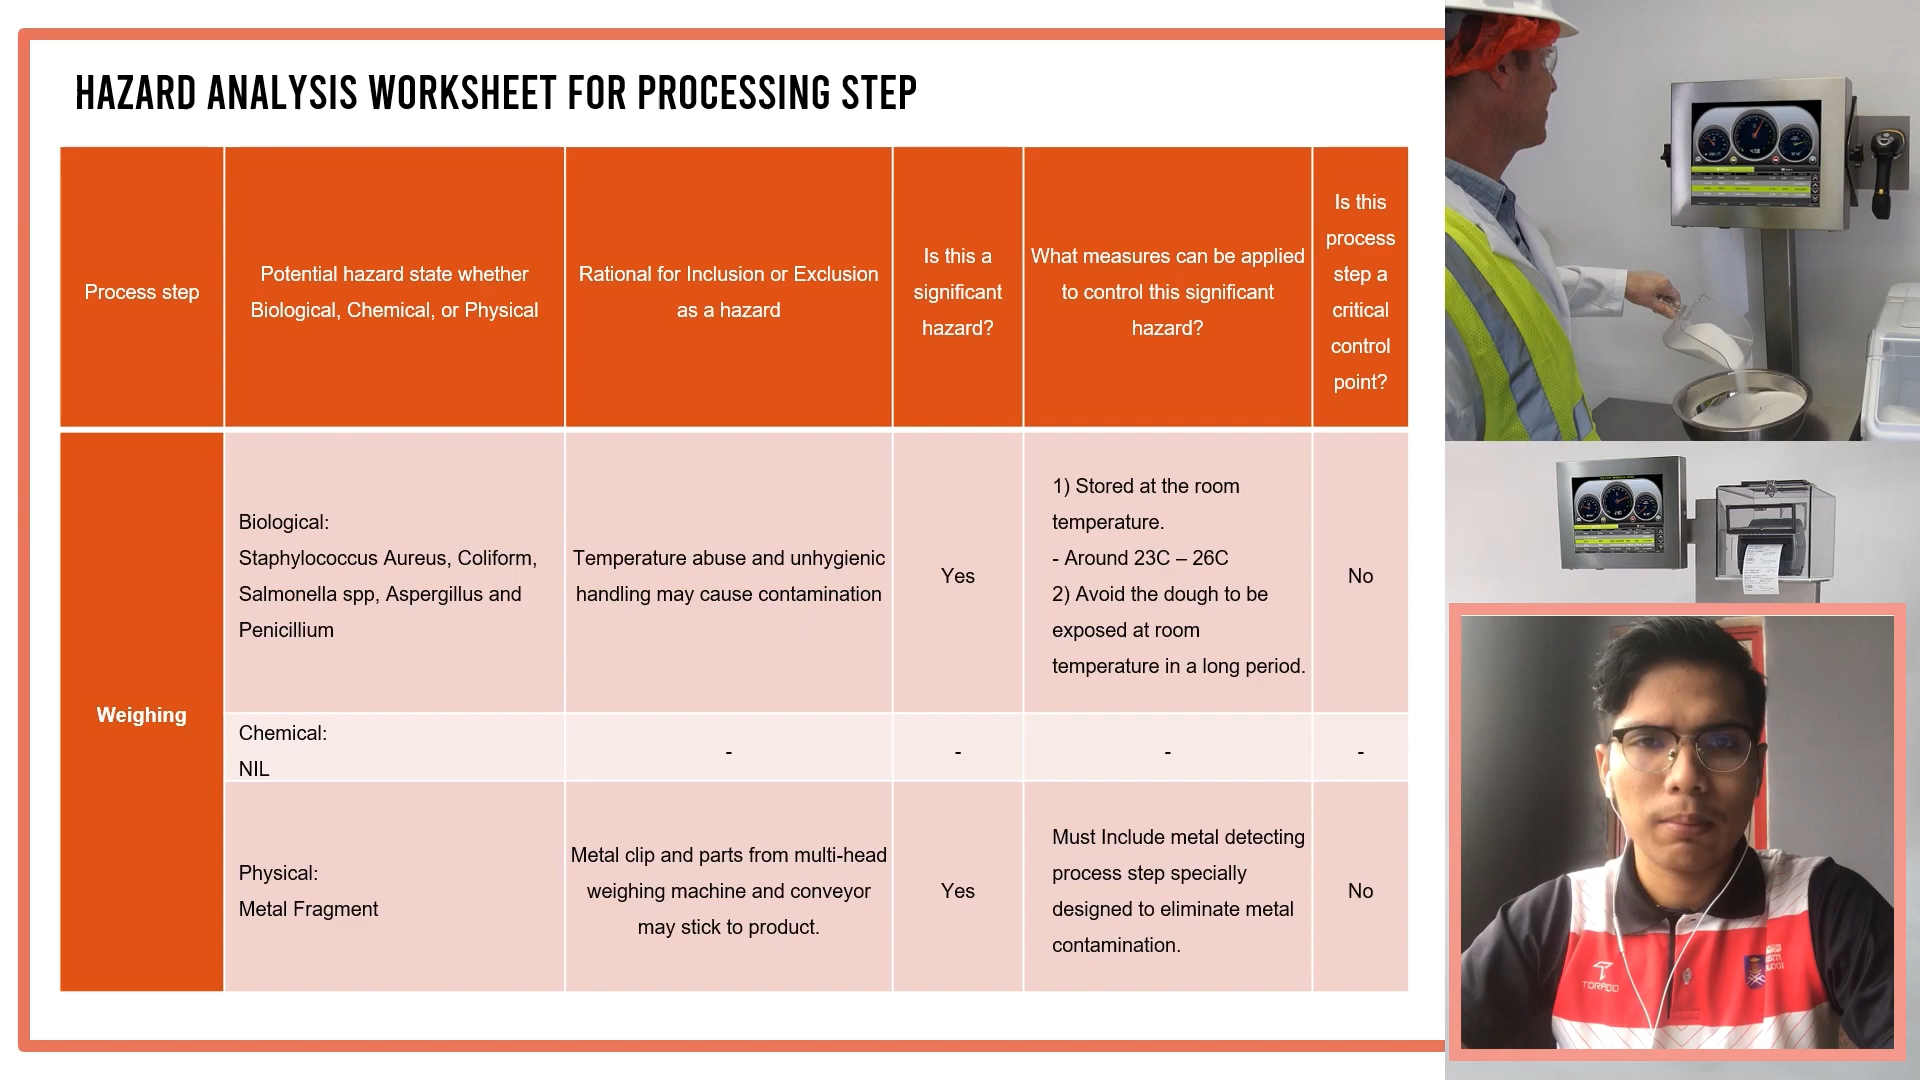 HAZARD ANALYSIS WORKSHEET FOR PROCESSING STEP
Process step
Potential hazard state whether
Biological, Chemical, or Physical
Rational for Inclusion or Exclusion
as a hazard
Is this a
significant
hazard?
What measures can be applied
to control this significant
hazard?
Is this
process
step a
critical
control
point?
Weighing
Biological:
Staphylococcus Aureus, Coliform,
Salmonella spp, Aspergillus and
Penicillium
Temperature abuse and unhygienic
handling may cause contamination
Yes
1) Stored at the room
temperature.
- Around 23C – 26C
2) Avoid the dough to be
exposed at room
temperature in a long period.
No
Chemical:
NIL
-
-
-
-
Physical:
Metal Fragment
Metal clip and parts from multi-head
weighing machine and conveyor
may stick to product.
Yes
Must Include metal detecting
process step specially
designed to eliminate metal
contamination.
No